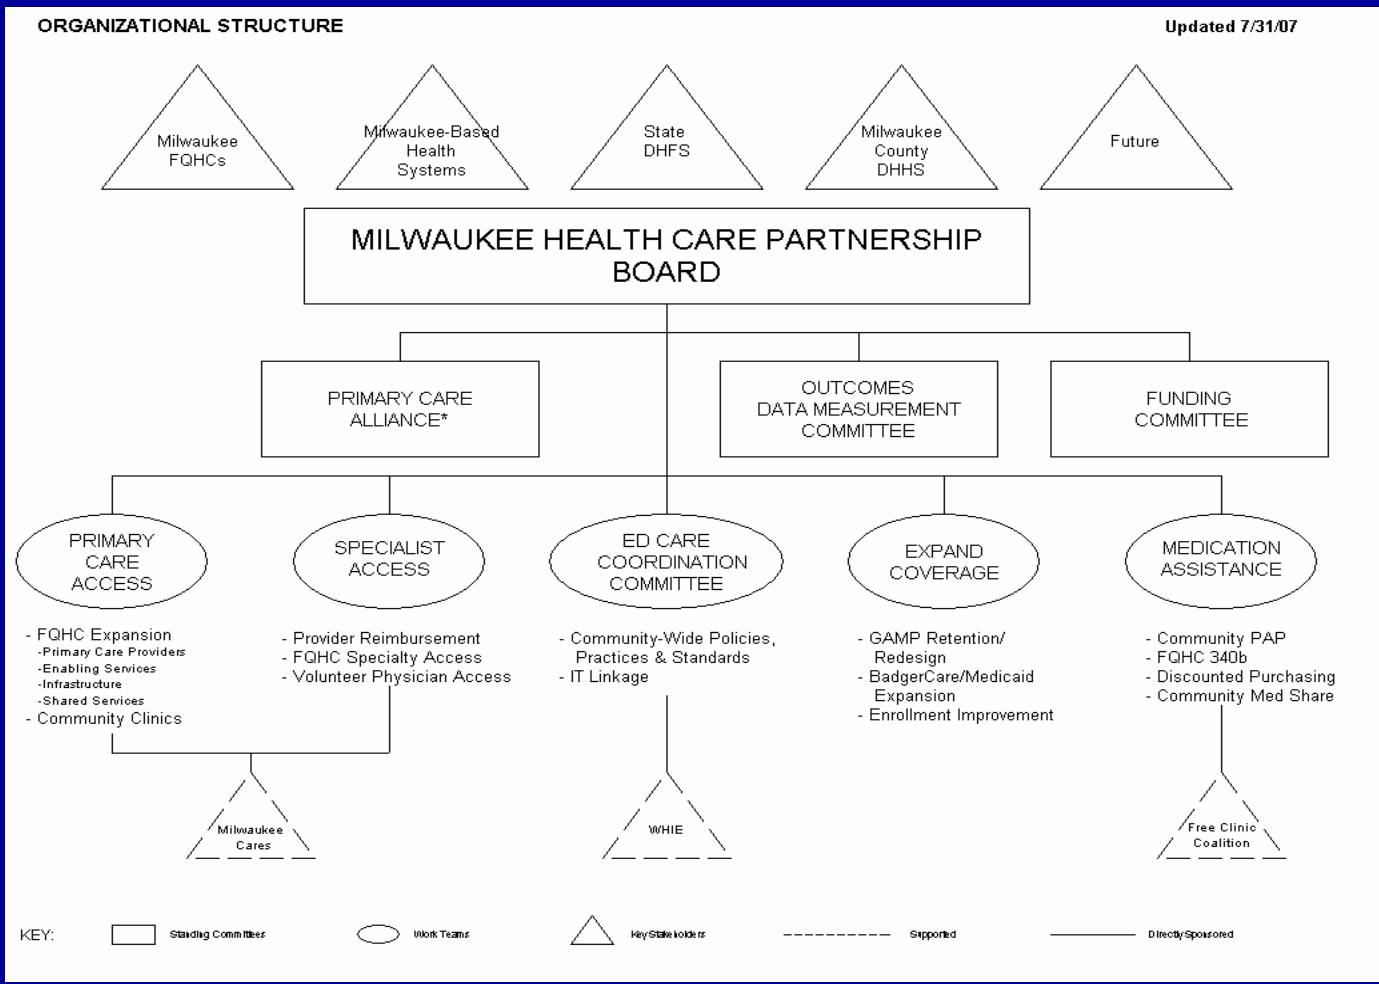 ORGANIZATIONAL STRUCTURE
Updated 7/31/07
Milwaukee
FQHCs
Milwaukee-Based
Health
Systems
State
DHFS
Milwaukee
County
DHHS
Future
MILWAUKEE HEALTH CARE PARTNERSHIP
BOARD
PRIMARY CARE
ALLIANCE*
OUTCOMES
DATA MEASUREMENT
COMMITTEE
FUNDING
COMMITTEE
PRIMARY
CARE
ACCESS
SPECIALIST
ACCESS
ED CARE
COORDINATION
COMMITTEE
EXPAND
COVERAGE
MEDICATION
ASSISTANCE
- FQHC Expansion
-Primary Care Providers
-Enabling Services
-Infrastructure
-Shared Services
- Community Clinics
- Provider Reimbursement
- FQHC Specialty Access
- Volunteer Physician Access
- Community-Wide Policies,
Practices & Standards
- IT Linkage
- GAMP Retention/
Redesign
- BadgerCare/Medicaid
Expansion
- Enrollment Improvement
- Community PAP
- FQHC 340b
- Discounted Purchasing
- Community Med Share
Milwaukee
Cares
WHIE
Free Clinic
Coalition
KEY:
Standing Committees
Work Teams
Key Stakeholders
Supported
Directly Sponsored